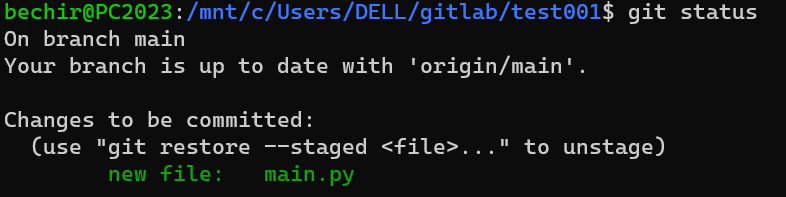 bechir@PC2023:/mnt/c/Users/DELL/gitlab/test001$ git status
On branch main
Your branch is up to date with 'origin/main'.

Changes to be committed:
  (use "git restore --staged <file>..." to unstage)
        new file:   main.py